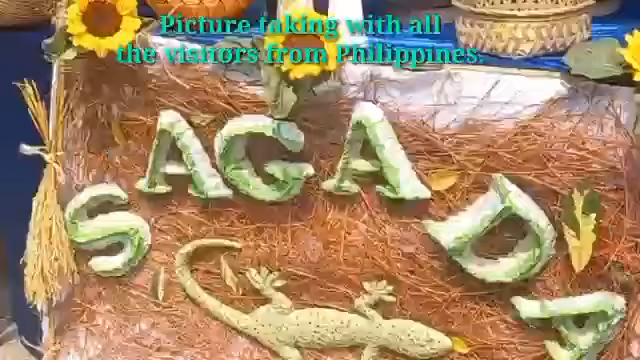 Picture taking with all
the visitors from Philippines.
SAGADA